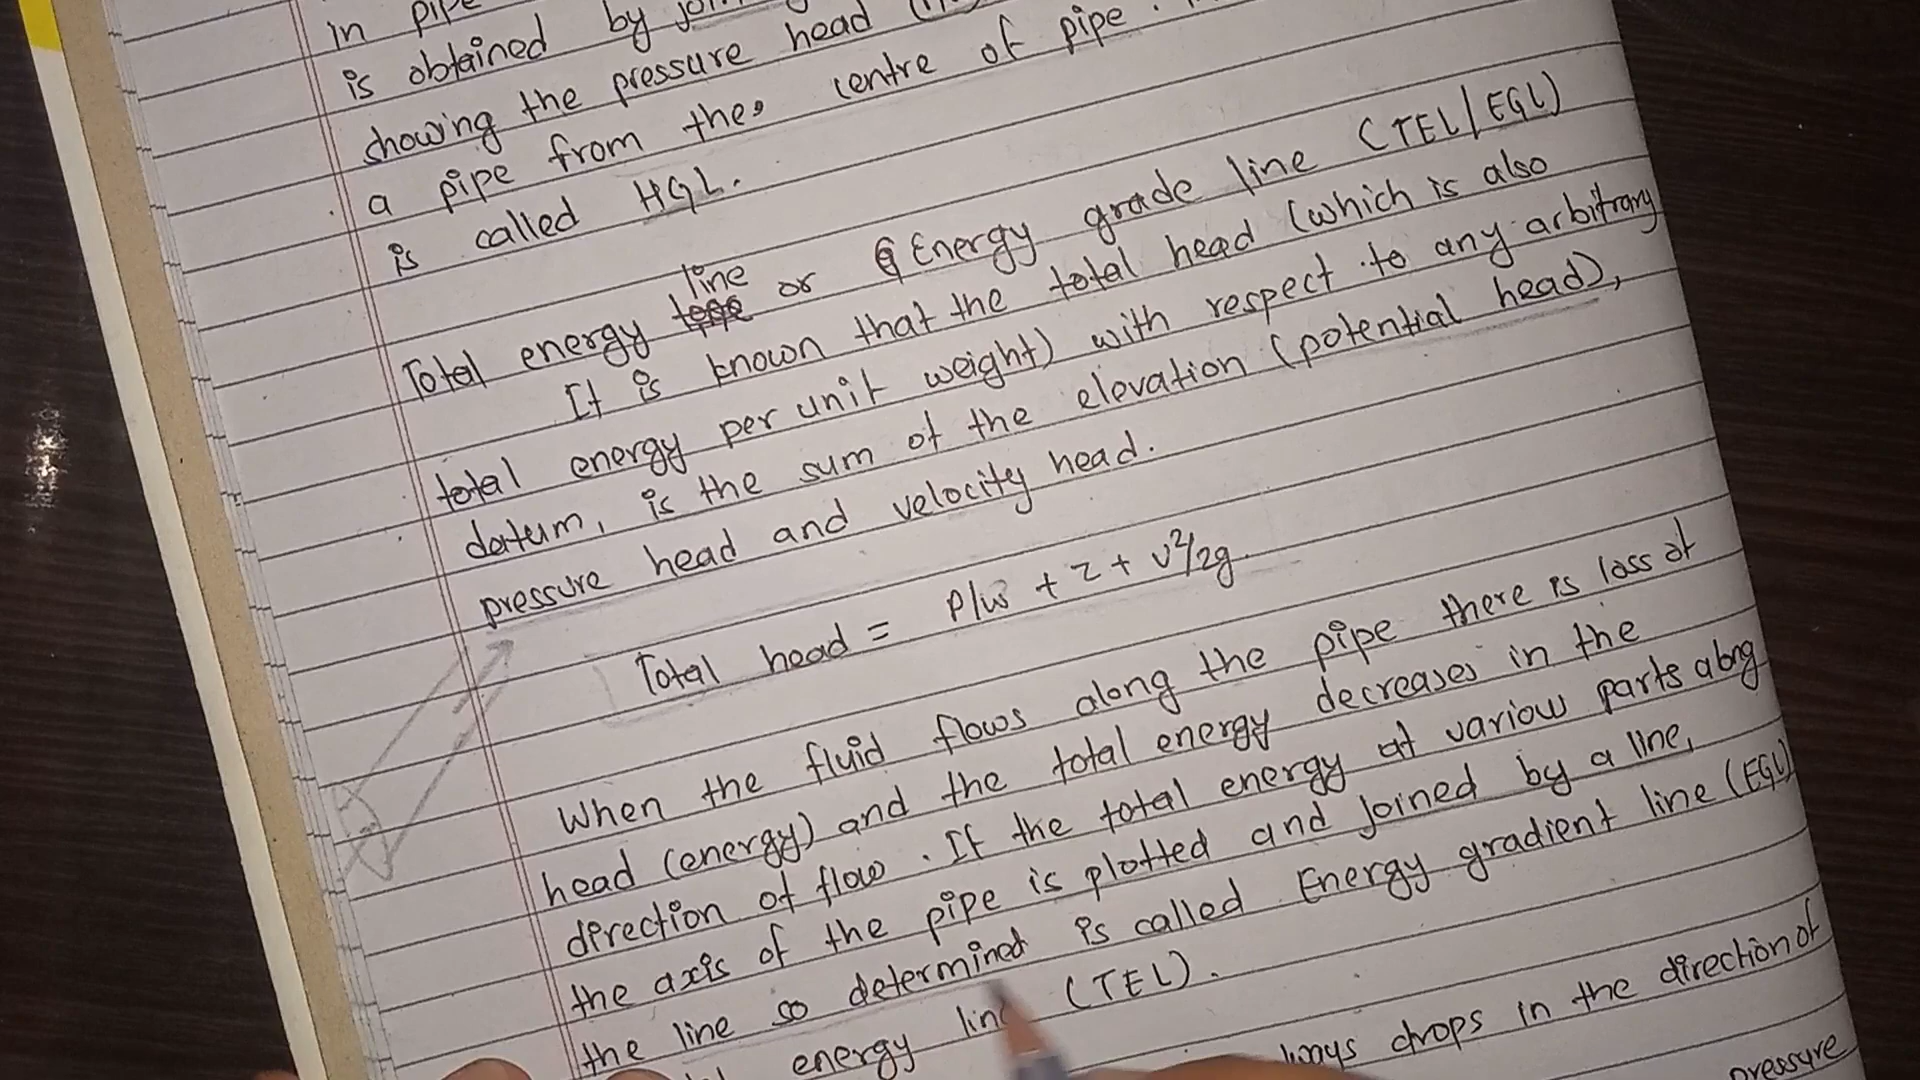 in pipe
is obtained by
showing the pressure head
a pipe from the, centre of pipe.
is called HGL.
line
Total energy or Energy grade line (TEL/EGL)
It is known that the total head (which is also
total energy per unit weight) with respect to any arbitrary
datum, is the sum of the elevation (potential head),
pressure head and velocity head.
Total head = P/w + z + v²/2g.
When the fluid flows along the pipe there is loss of
head (energy) and the total energy decreases in the
direction of flow. If the total energy at various parts along
the axis of the pipe is plotted and joined by a line,
the line so determined is called Energy gradient line (EGL)
energy line (TEL).
drops in the direction of
pressure